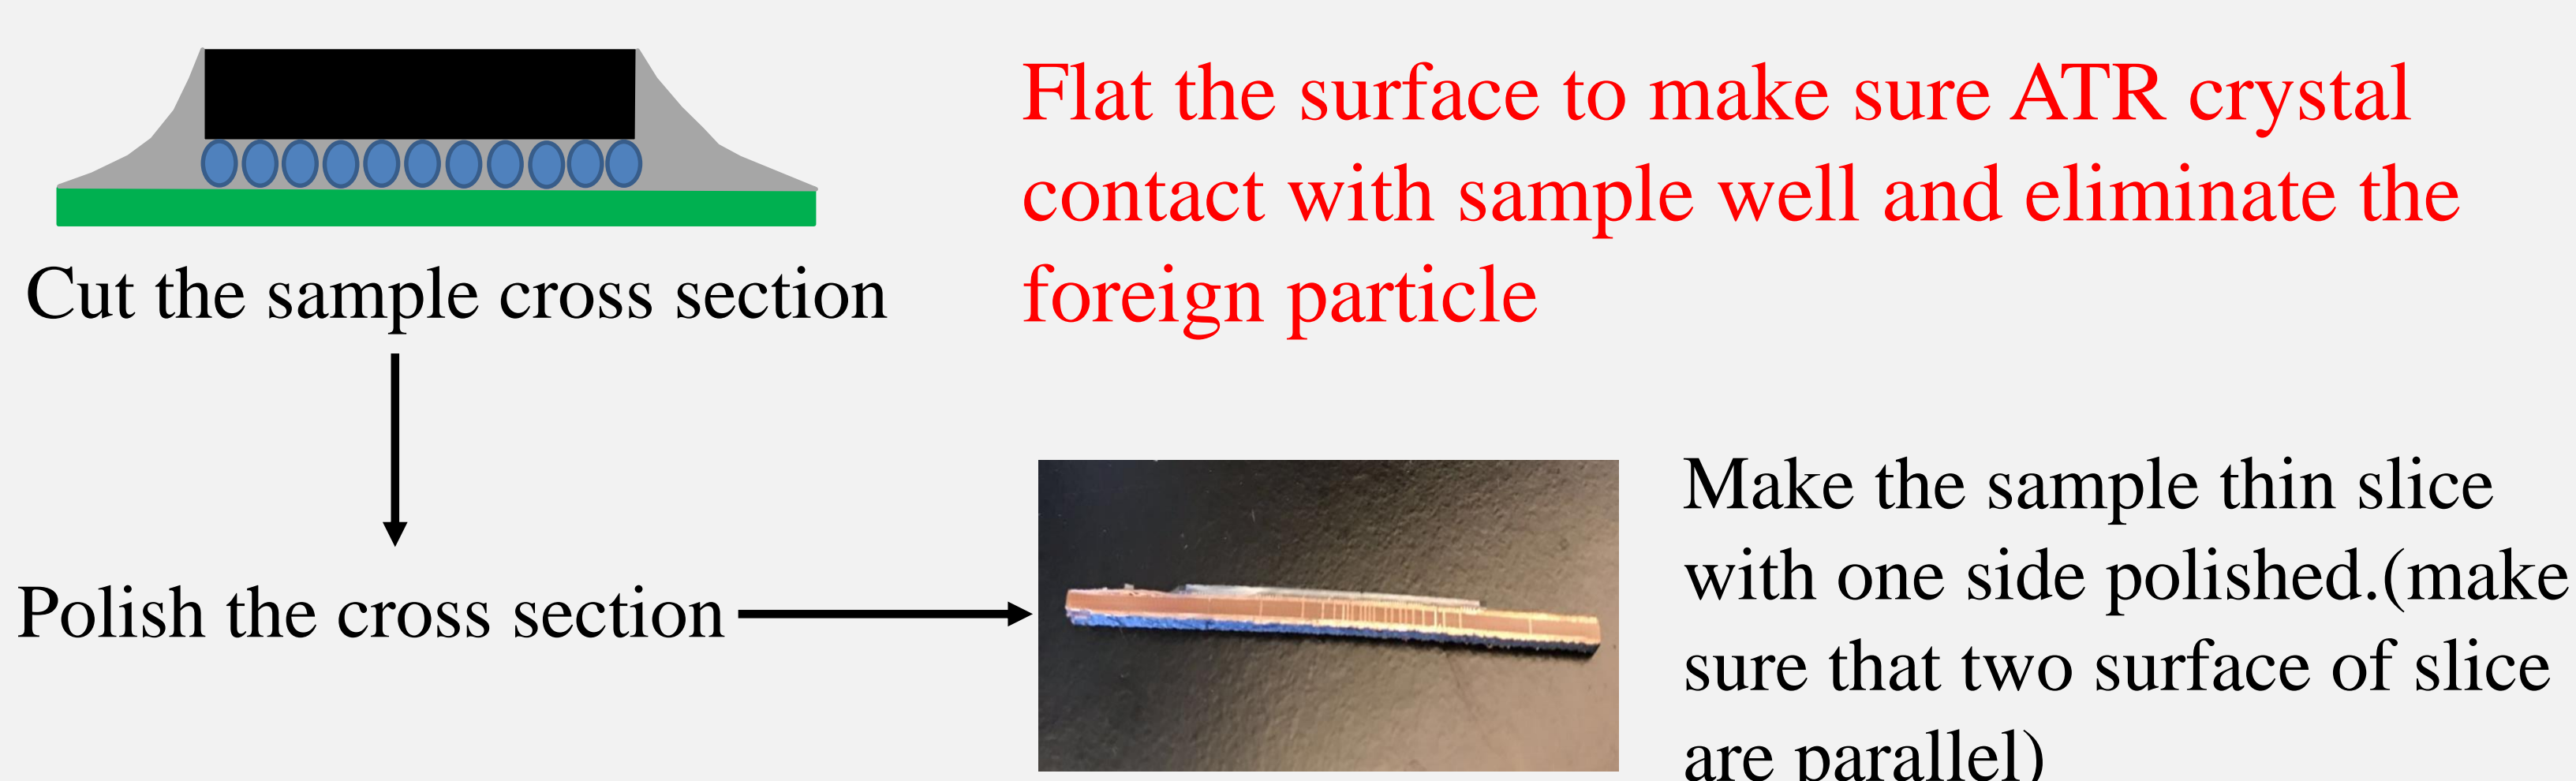 Flat the surface to make sure ATR crystal
contact with sample well and eliminate the
foreign particle
Cut the sample cross section
Polish the cross section
Make the sample thin slice
with one side polished.(make
sure that two surface of slice
are parallel)